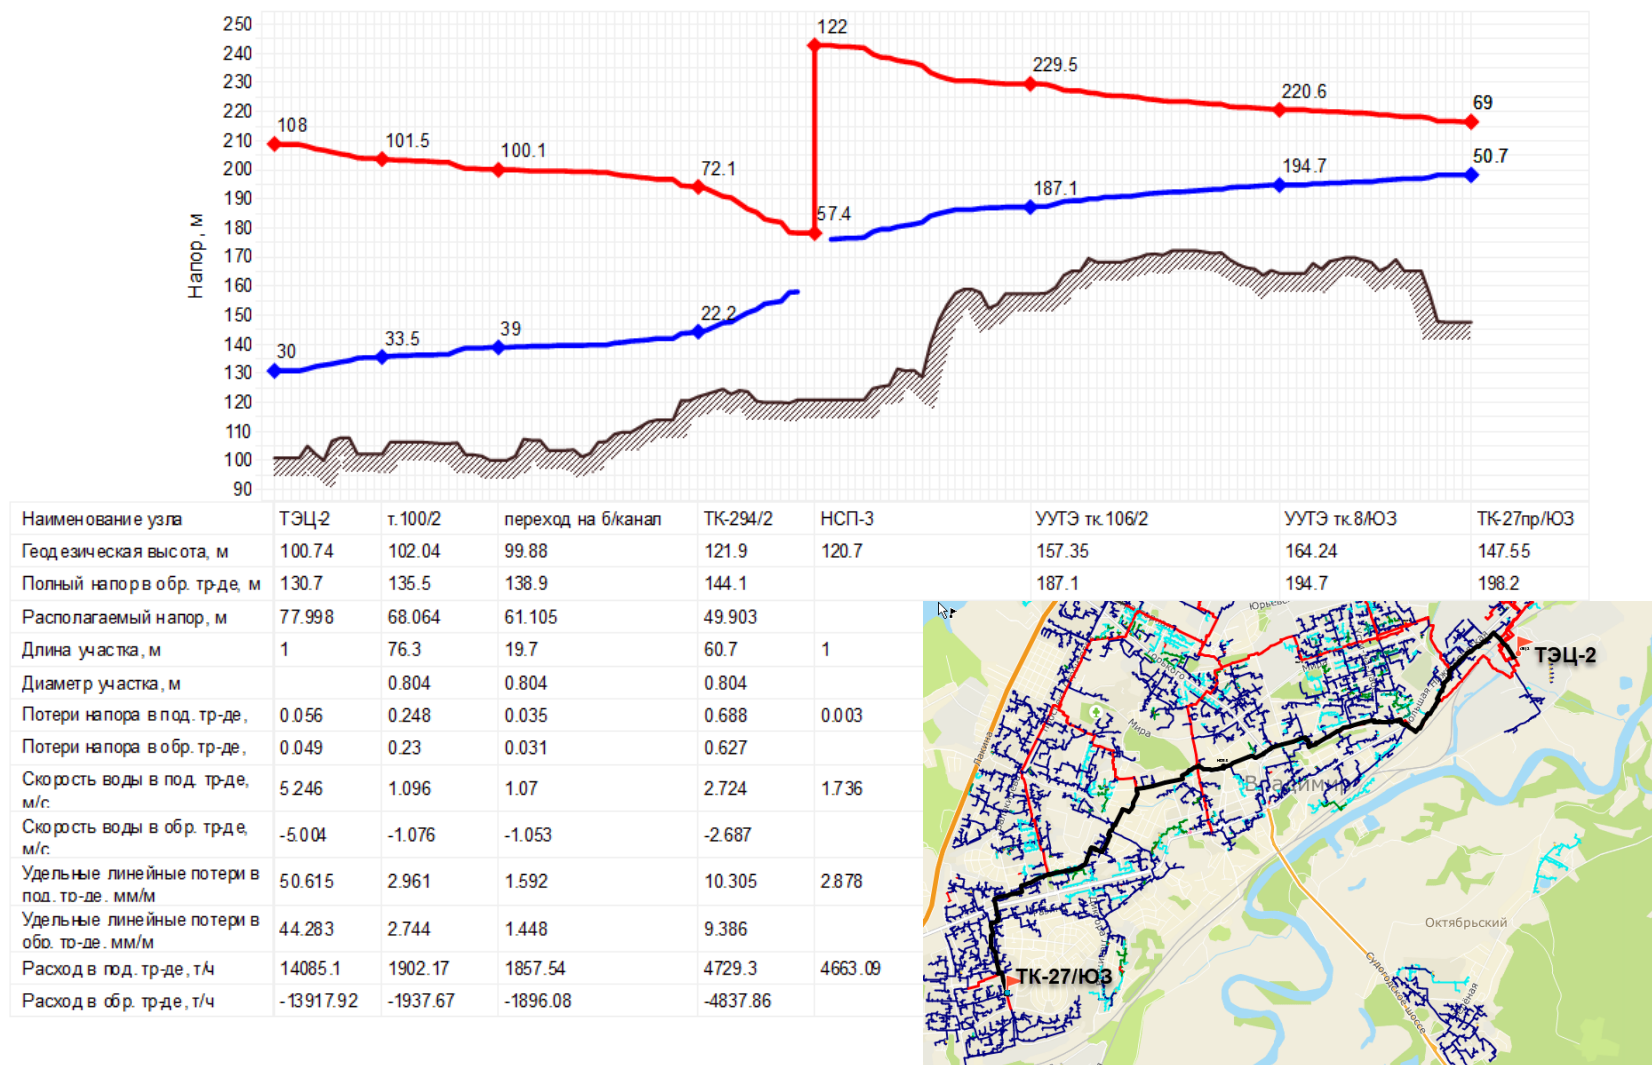 250
240
230
220
210
200
190
180
170
160
150
140
130
120
110
100
90
Напор, м
108
101.5
100.1
72.1
57.4
122
229.5
220.6
69
30
33.5
39
22.2
187.1
194.7
50.7
Наименование узла ТЭЦ-2 т.100/2 переход на б/канал ТК-294/2 НСП-3 УУТЭ тк.106/2 УУТЭ тк.8/ЮЗ ТК-27пр/ЮЗ
Геодезическая высота, м 100.74 102.04 99.88 121.9 120.7 157.35 164.24 147.55
Полный напор в обр. тр-де, м 130.7 135.5 138.9 144.1 187.1 194.7 198.2
Располагаемый напор, м 77.998 68.064 61.105 49.903
Длина участка, м 1 76.3 19.7 60.7 1
Диаметр участка, м 0.804 0.804 0.804
Потери напора в под. тр-де, 0.056 0.248 0.035 0.688 0.003
Потери напора в обр. тр-де, 0.049 0.23 0.031 0.627
Скорость воды в под. тр-де,
м/с 5.246 1.096 1.07 2.724 1.736
Скорость воды в обр. тр-де,
м/с -5.004 -1.076 -1.053 -2.687
Удельные линейные потери в
под. тр-де, мм/м 50.615 2.961 1.592 10.305 2.878
Удельные линейные потери в
обр. тр-де, мм/м 44.283 2.744 1.448 9.386
Расход в под. тр-де, т/ч 14085.1 1902.17 1857.54 4729.3 4663.09
Расход в обр. тр-де, т/ч -13917.92 -1937.67 -1896.08 -4837.86
ТЭЦ-2
Мира
Лакина
Владимир
Октябрьский
Судогодское шоссе
ТК-27/ЮЗ